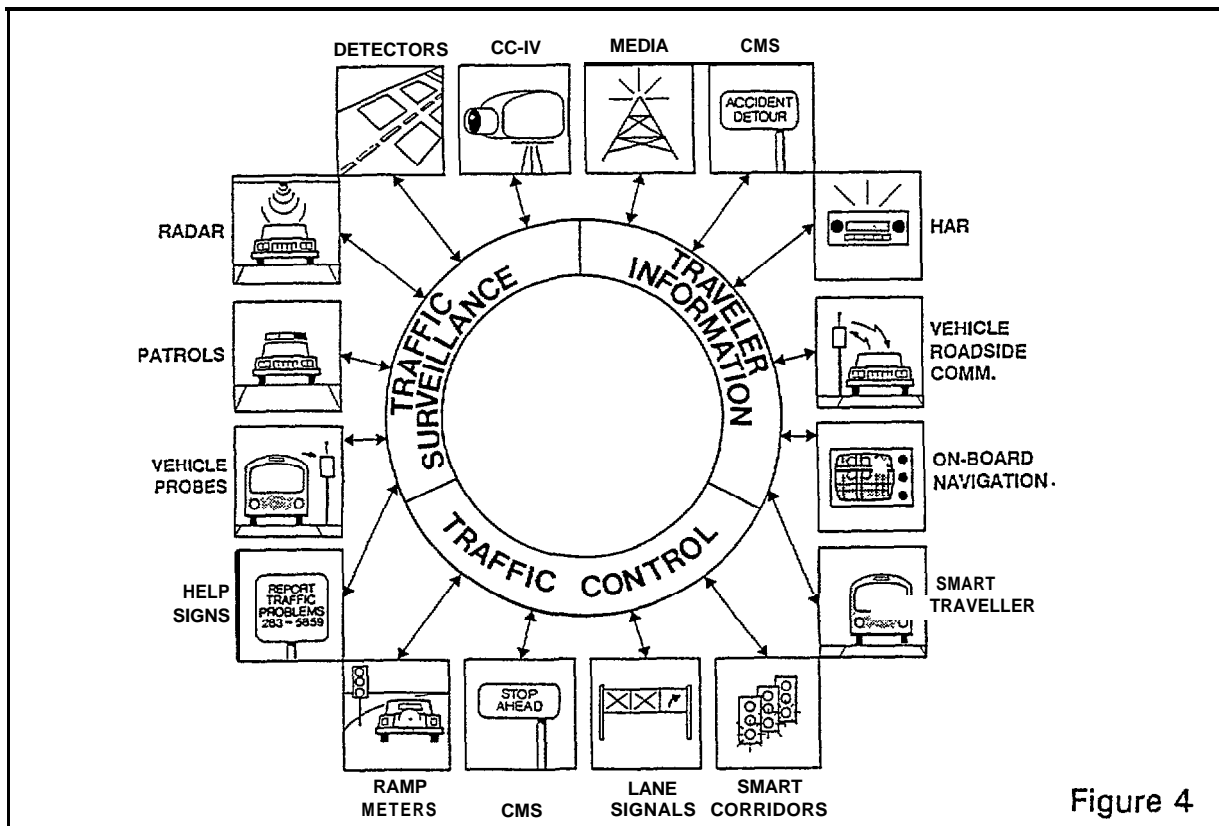 DETECTORS
CC-IV
MEDIA
CMS
ACCIDENT
DETOUR
RADAR
HAR
PATROLS
VEHICLE
ROADSIDE
COMM.
VEHICLE
PROBES
ON-BOARD
NAVIGATION.
HELP
SIGNS
REPORT
TRAFFIC
PROBLEMS
283-5859
SMART
TRAVELLER
TRAFFIC
SURVEILLANCE
TRAVELER
INFORMATION
TRAFFIC CONTROL
STOP
AHEAD
RAMP
METERS
CMS
LANE
SIGNALS
SMART
CORRIDORS
Figure 4